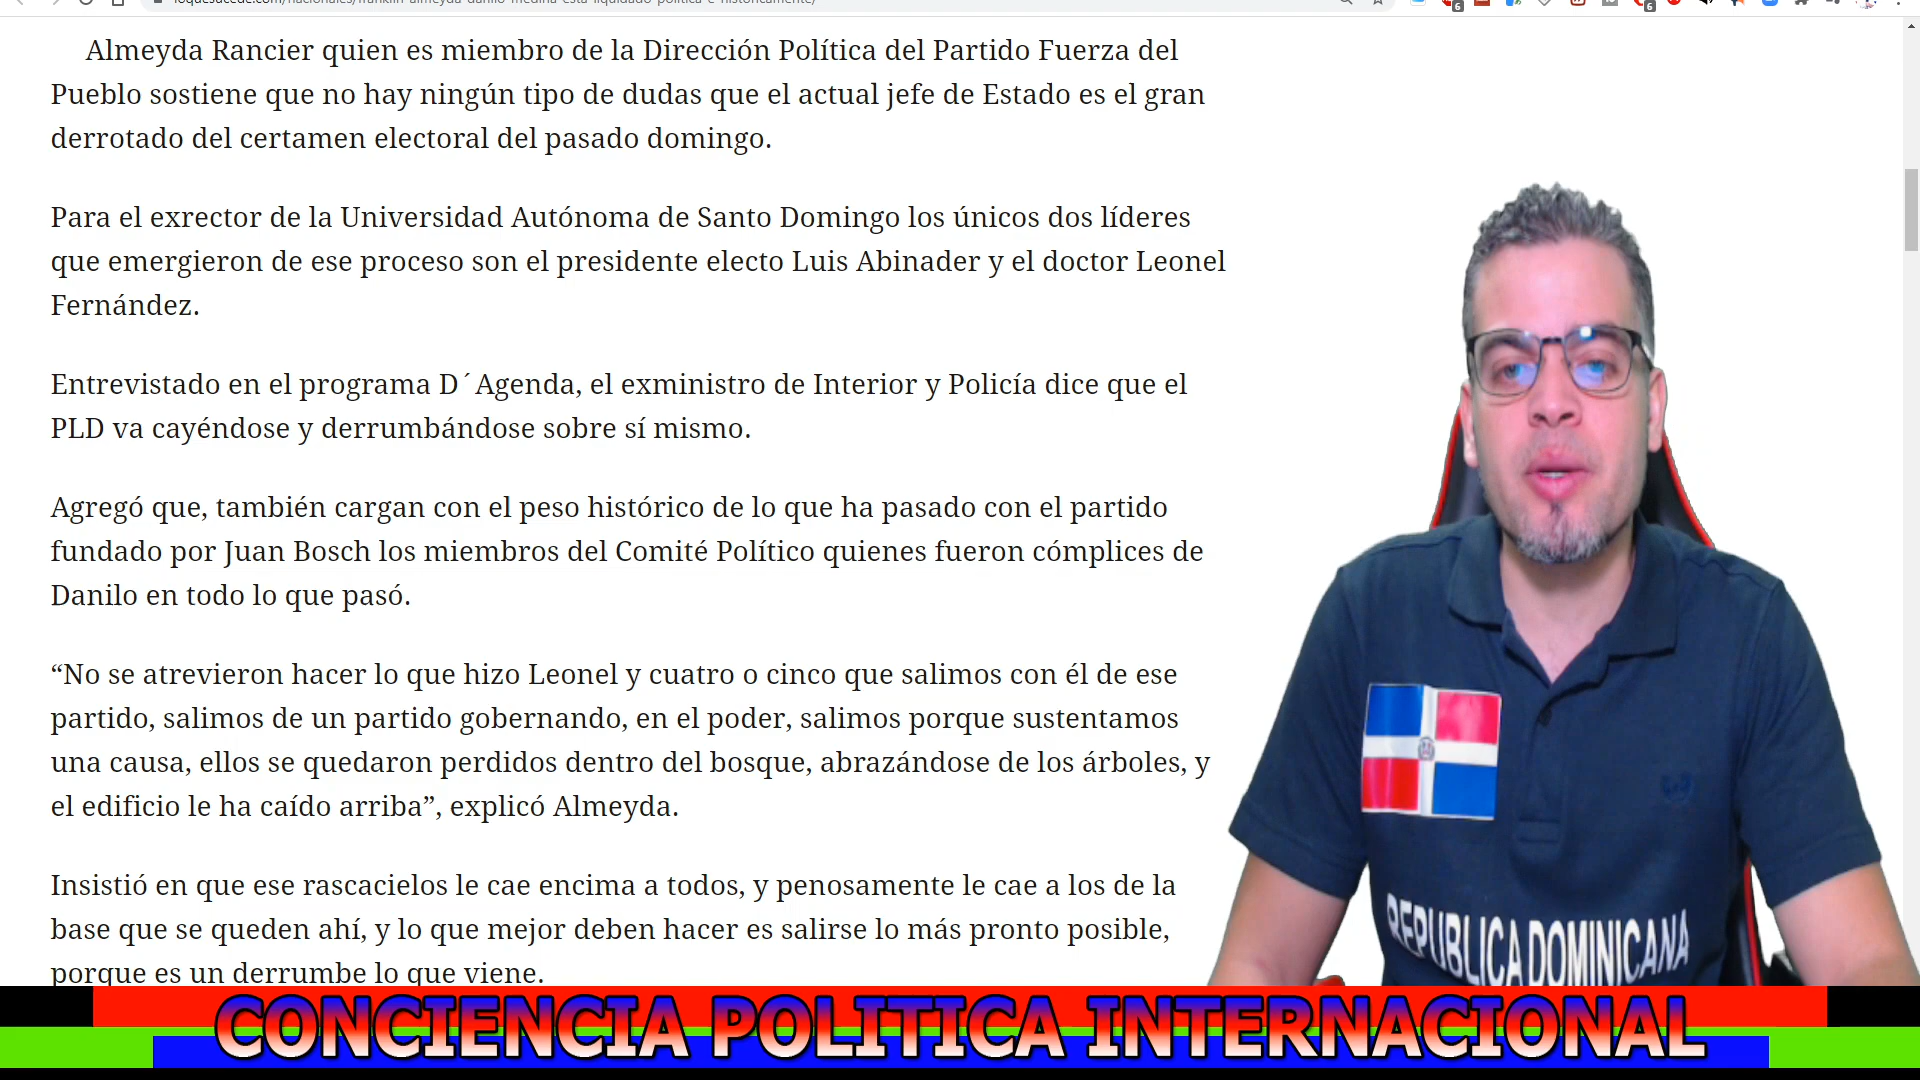 loquesucede.com/nacionales/franklin-almeyda-danilo-medina-esta-liquidado-politica-e-historicamente/
Almeyda Rancier quien es miembro de la Dirección Política del Partido Fuerza del
Pueblo sostiene que no hay ningún tipo de dudas que el actual jefe de Estado es el gran
derrotado del certamen electoral del pasado domingo.
Para el exrector de la Universidad Autónoma de Santo Domingo los únicos dos líderes
que emergieron de ese proceso son el presidente electo Luis Abinader y el doctor Leonel
Fernández.
Entrevistado en el programa D´Agenda, el exministro de Interior y Policía dice que el
PLD va cayéndose y derrumbándose sobre sí mismo.
Agregó que, también cargan con el peso histórico de lo que ha pasado con el partido
fundado por Juan Bosch los miembros del Comité Político quienes fueron cómplices de
Danilo en todo lo que pasó.
“No se atrevieron hacer lo que hizo Leonel y cuatro o cinco que salimos con él de ese
partido, salimos de un partido gobernando, en el poder, salimos porque sustentamos
una causa, ellos se quedaron perdidos dentro del bosque, abrazándose de los árboles, y
el edificio le ha caído arriba”, explicó Almeyda.
Insistió en que ese rascacielos le cae encima a todos, y penosamente le cae a los de la
base que se queden ahí, y lo que mejor deben hacer es salirse lo más pronto posible,
porque es un derrumbe lo que viene.
REPUBLICA DOMINICANA
CONCIENCIA POLITICA INTERNACIONAL